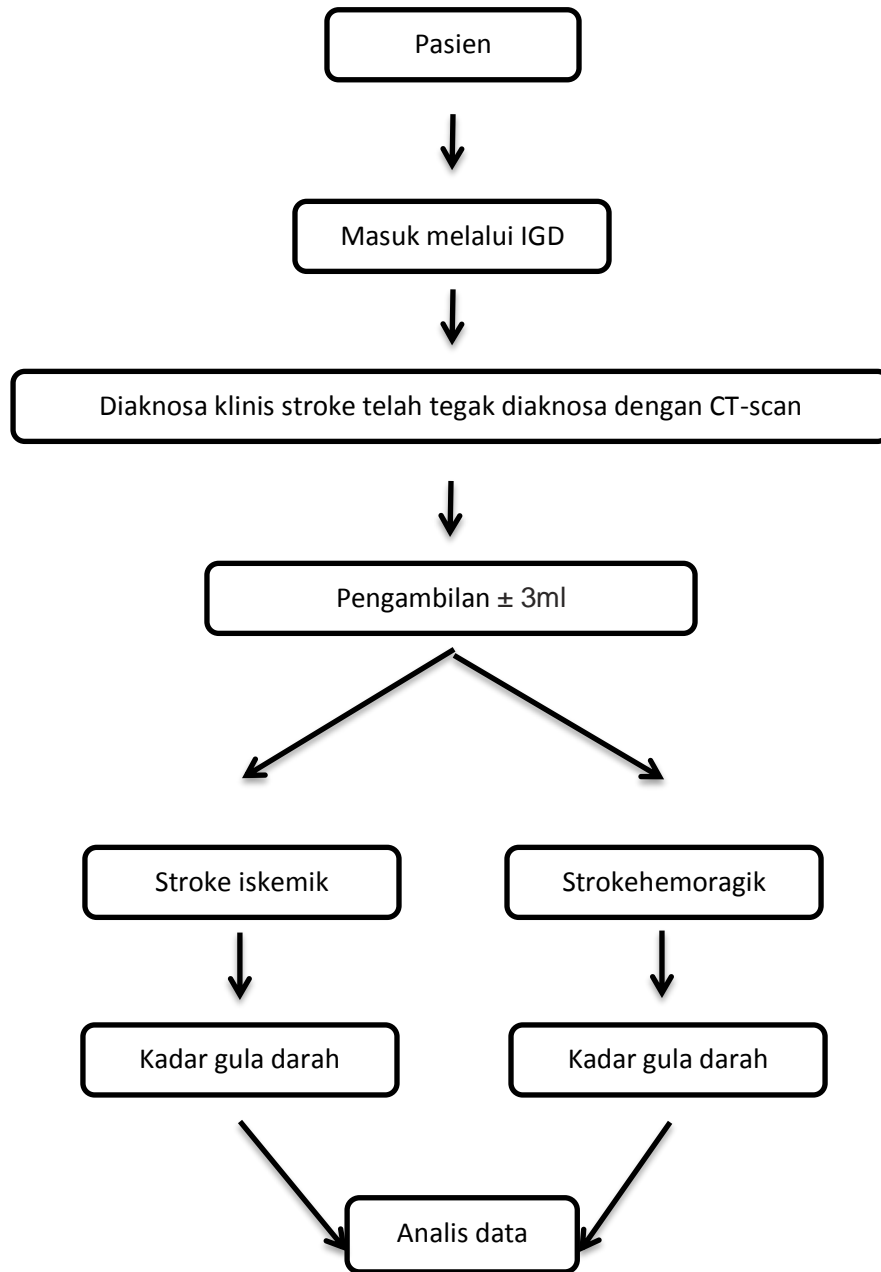 Pasien
Masuk melalui IGD
Diaknosa klinis stroke telah tegak diaknosa dengan CT-scan
Pengambilan ± 3ml
Stroke iskemik
Strokehemoragik
Kadar gula darah
Kadar gula darah
Analis data